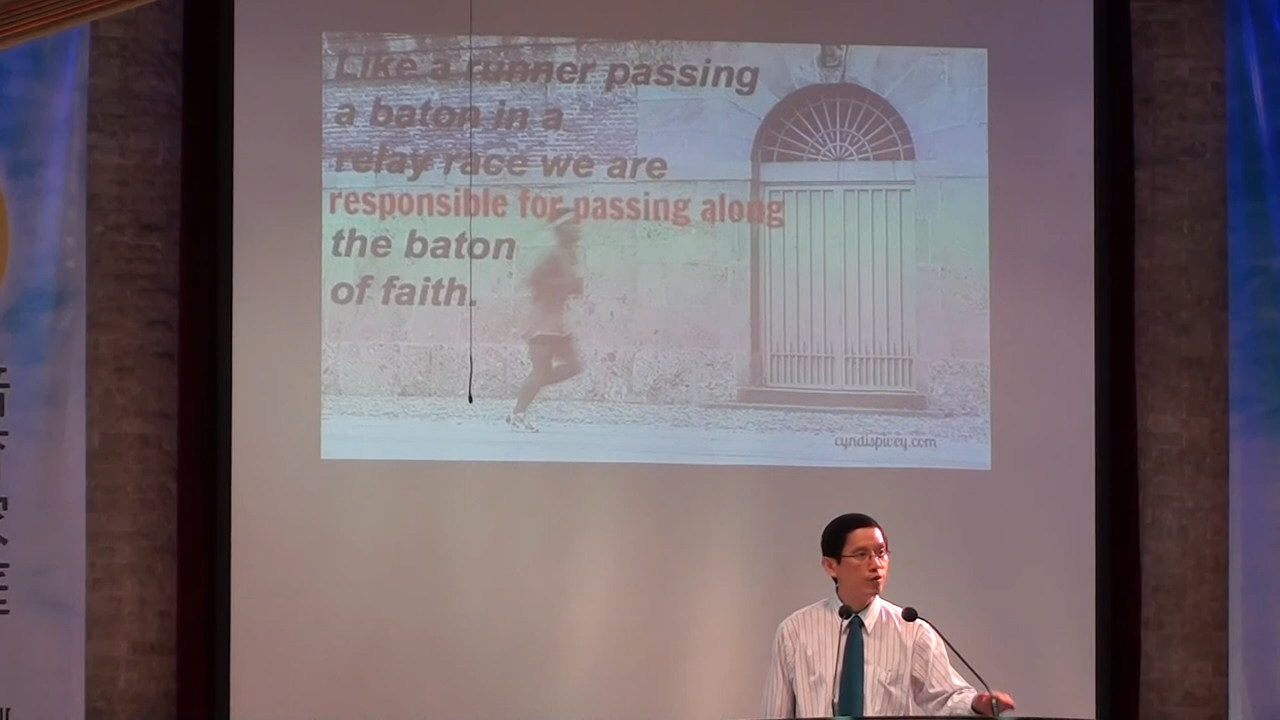 Like a runner passing
a baton in a
relay race we are
responsible for passing along
the baton
of faith.
cyndispivey.com